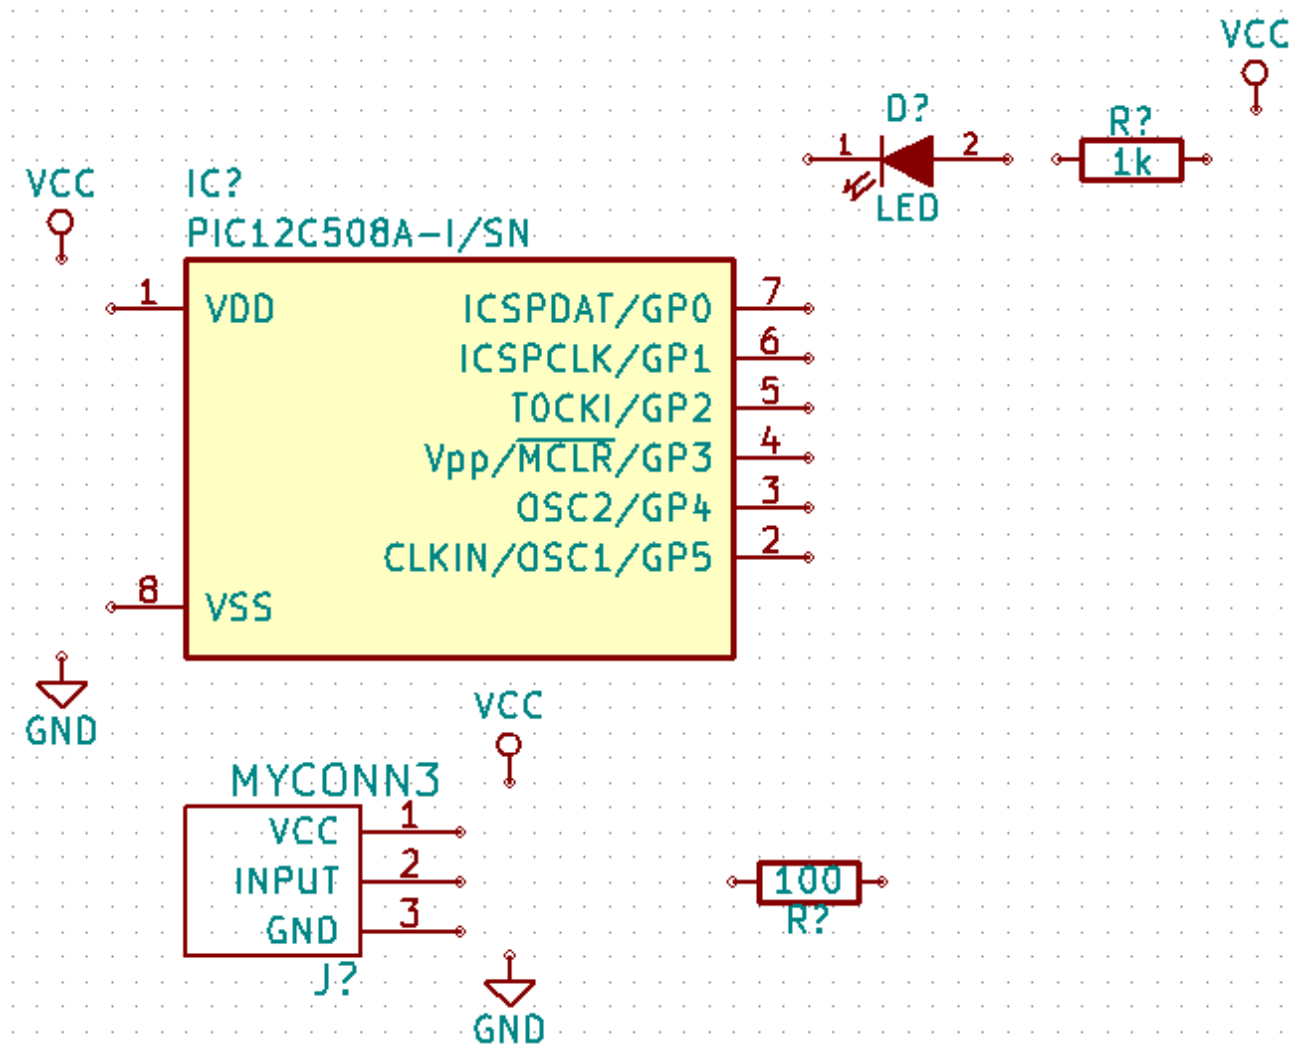 VCC
D?
R?
1 2
1k
LED
VCC
IC?
PIC12C508A-I/SN
1 VDD ICSPDAT/GP0 7
ICSPCLK/GP1 6
T0CKI/GP2 5
Vpp/MCLR/GP3 4
OSC2/GP4 3
CLKIN/OSC1/GP5 2
8 VSS
GND
VCC
MYCONN3
VCC 1
INPUT 2
GND 3
J?
100
R?
GND